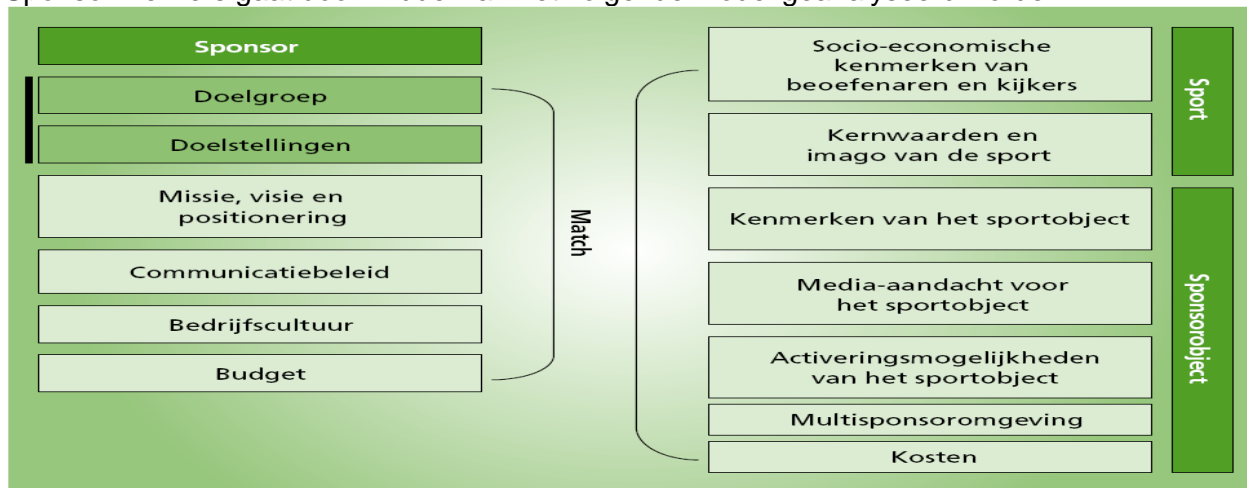 Sponsor
Doelgroep
Doelstellingen
Missie, visie en
positionering
Communicatiebeleid
Bedrijfscultuur
Budget
Match
Socio-economische
kenmerken van
beoefenaren en kijkers
Kernwaarden en
imago van de sport
Sport
Kenmerken van het sportobject
Media-aandacht voor
het sportobject
Activeringsmogelijkheden
van het sportobject
Multisponsoromgeving
Kosten
Sponsorobject